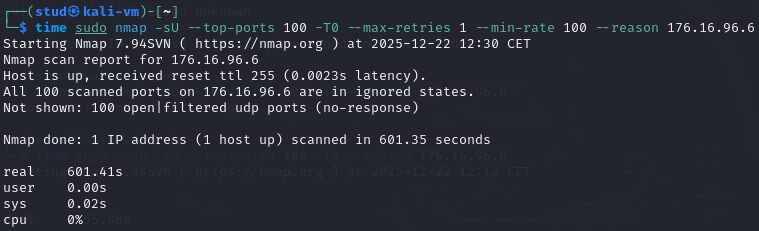 (stud㉿kali-vm)-[~]
$ time sudo nmap -sU --top-ports 100 -T0 --max-retries 1 --min-rate 100 --reason 176.16.96.6
Starting Nmap 7.94SVN ( https://nmap.org ) at 2025-12-22 12:30 CET
Nmap scan report for 176.16.96.6
Host is up, received reset ttl 255 (0.0023s latency).
All 100 scanned ports on 176.16.96.6 are in ignored states.
Not shown: 100 open|filtered udp ports (no-response)

Nmap done: 1 IP address (1 host up) scanned in 601.35 seconds

real 601.41s
user 0.00s
sys 0.02s
cpu 0%